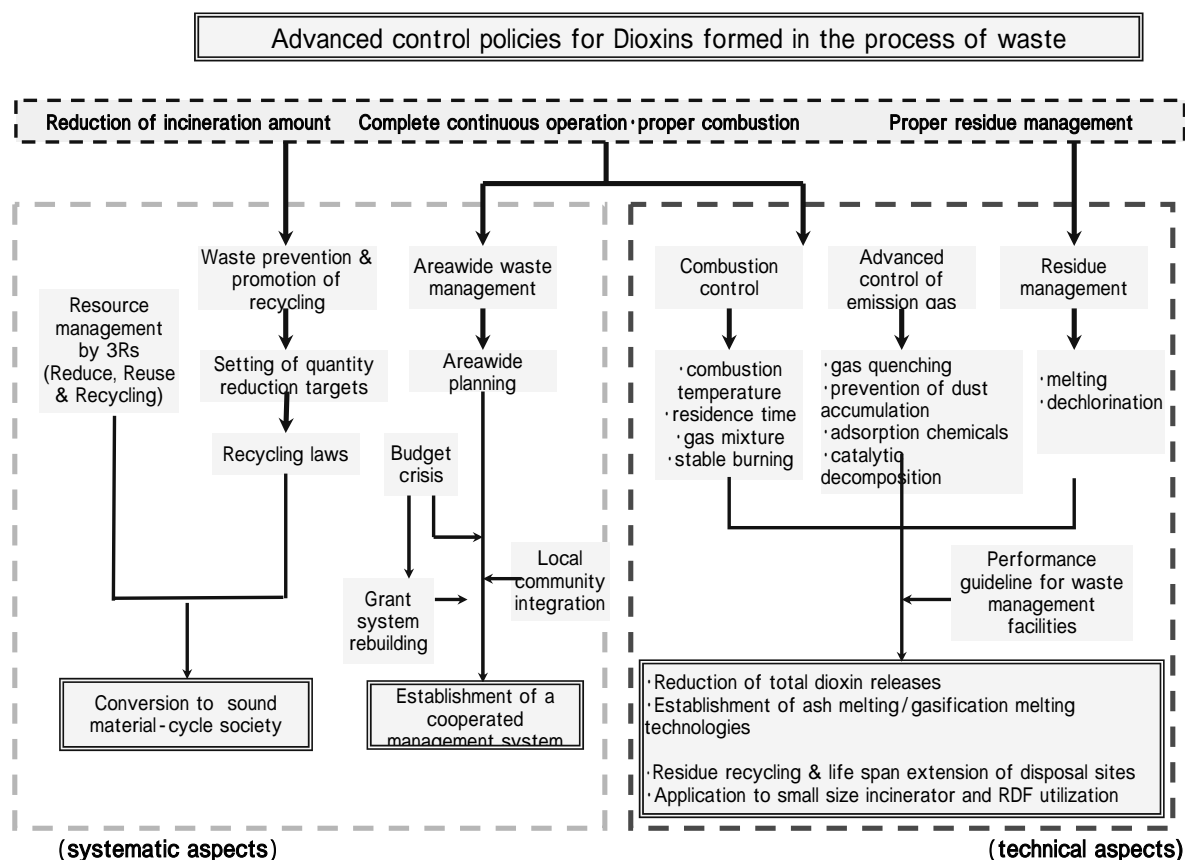 Advanced control policies for Dioxins formed in the process of waste
Reduction of incineration amount
Complete continuous operation・proper combustion
Proper residue management
Waste prevention &
promotion of
recycling
Areawide waste
management
Combustion
control
Advanced
control of
emission gas
Residue
management
Resource
management
by 3Rs
(Reduce, Reuse
& Recycling)
Setting of quantity
reduction targets
Areawide
planning
・combustion
temperature
・residence time
・gas mixture
・stable burning
・gas quenching
・prevention of dust
accumulation
・adsorption chemicals
・catalytic
decomposition
・melting
・dechlorination
Recycling laws
Budget
crisis
Local
community
integration
Grant
system
rebuilding
Performance
guideline for waste
management
facilities
Conversion to sound
material-cycle society
Establishment of a
cooperated
management system
・Reduction of total dioxin releases
・Establishment of ash melting/gasification melting
technologies
・Residue recycling & life span extension of disposal sites
・Application to small size incinerator and RDF utilization
(systematic aspects)
(technical aspects)